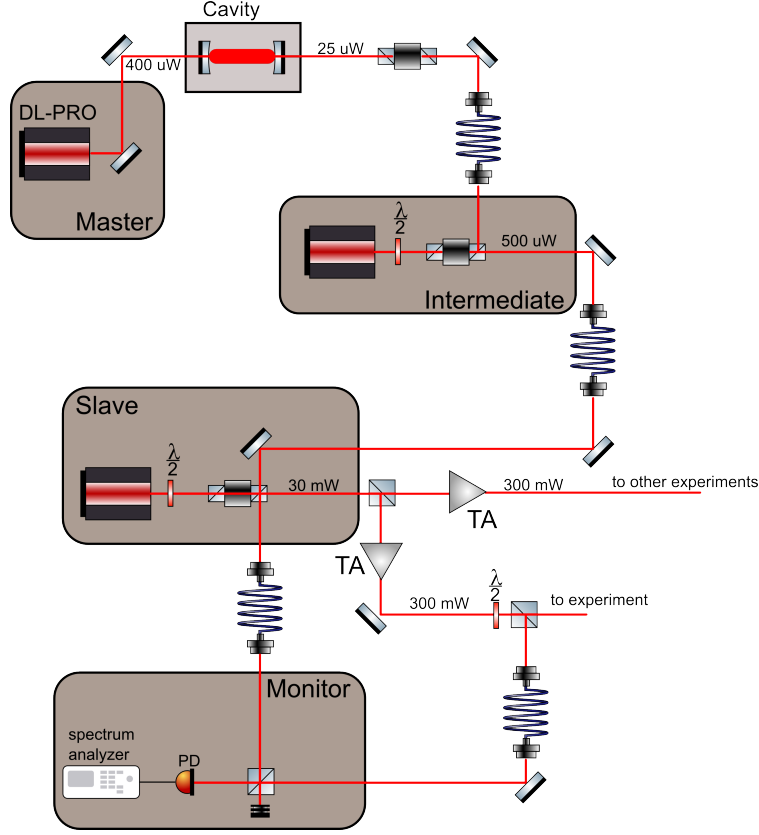 Cavity
400 uW
25 uW
DL-PRO
Master
λ
2
500 uW
Intermediate
Slave
λ
2
30 mW
300 mW
to other experiments
TA
TA
λ
2
300 mW
to experiment
Monitor
spectrum
analyzer
PD